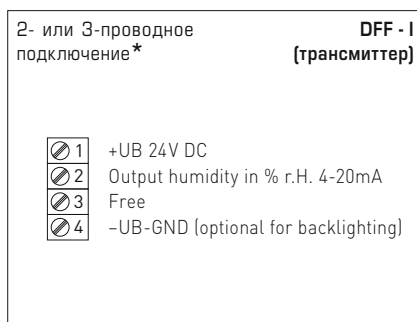 2- или 3-проводное DFF - I
подключение* (трансмиттер)
1 +UB 24V DC
2 Output humidity in % r.H. 4-20mA
3 Free
4 –UB-GND (optional for backlighting)